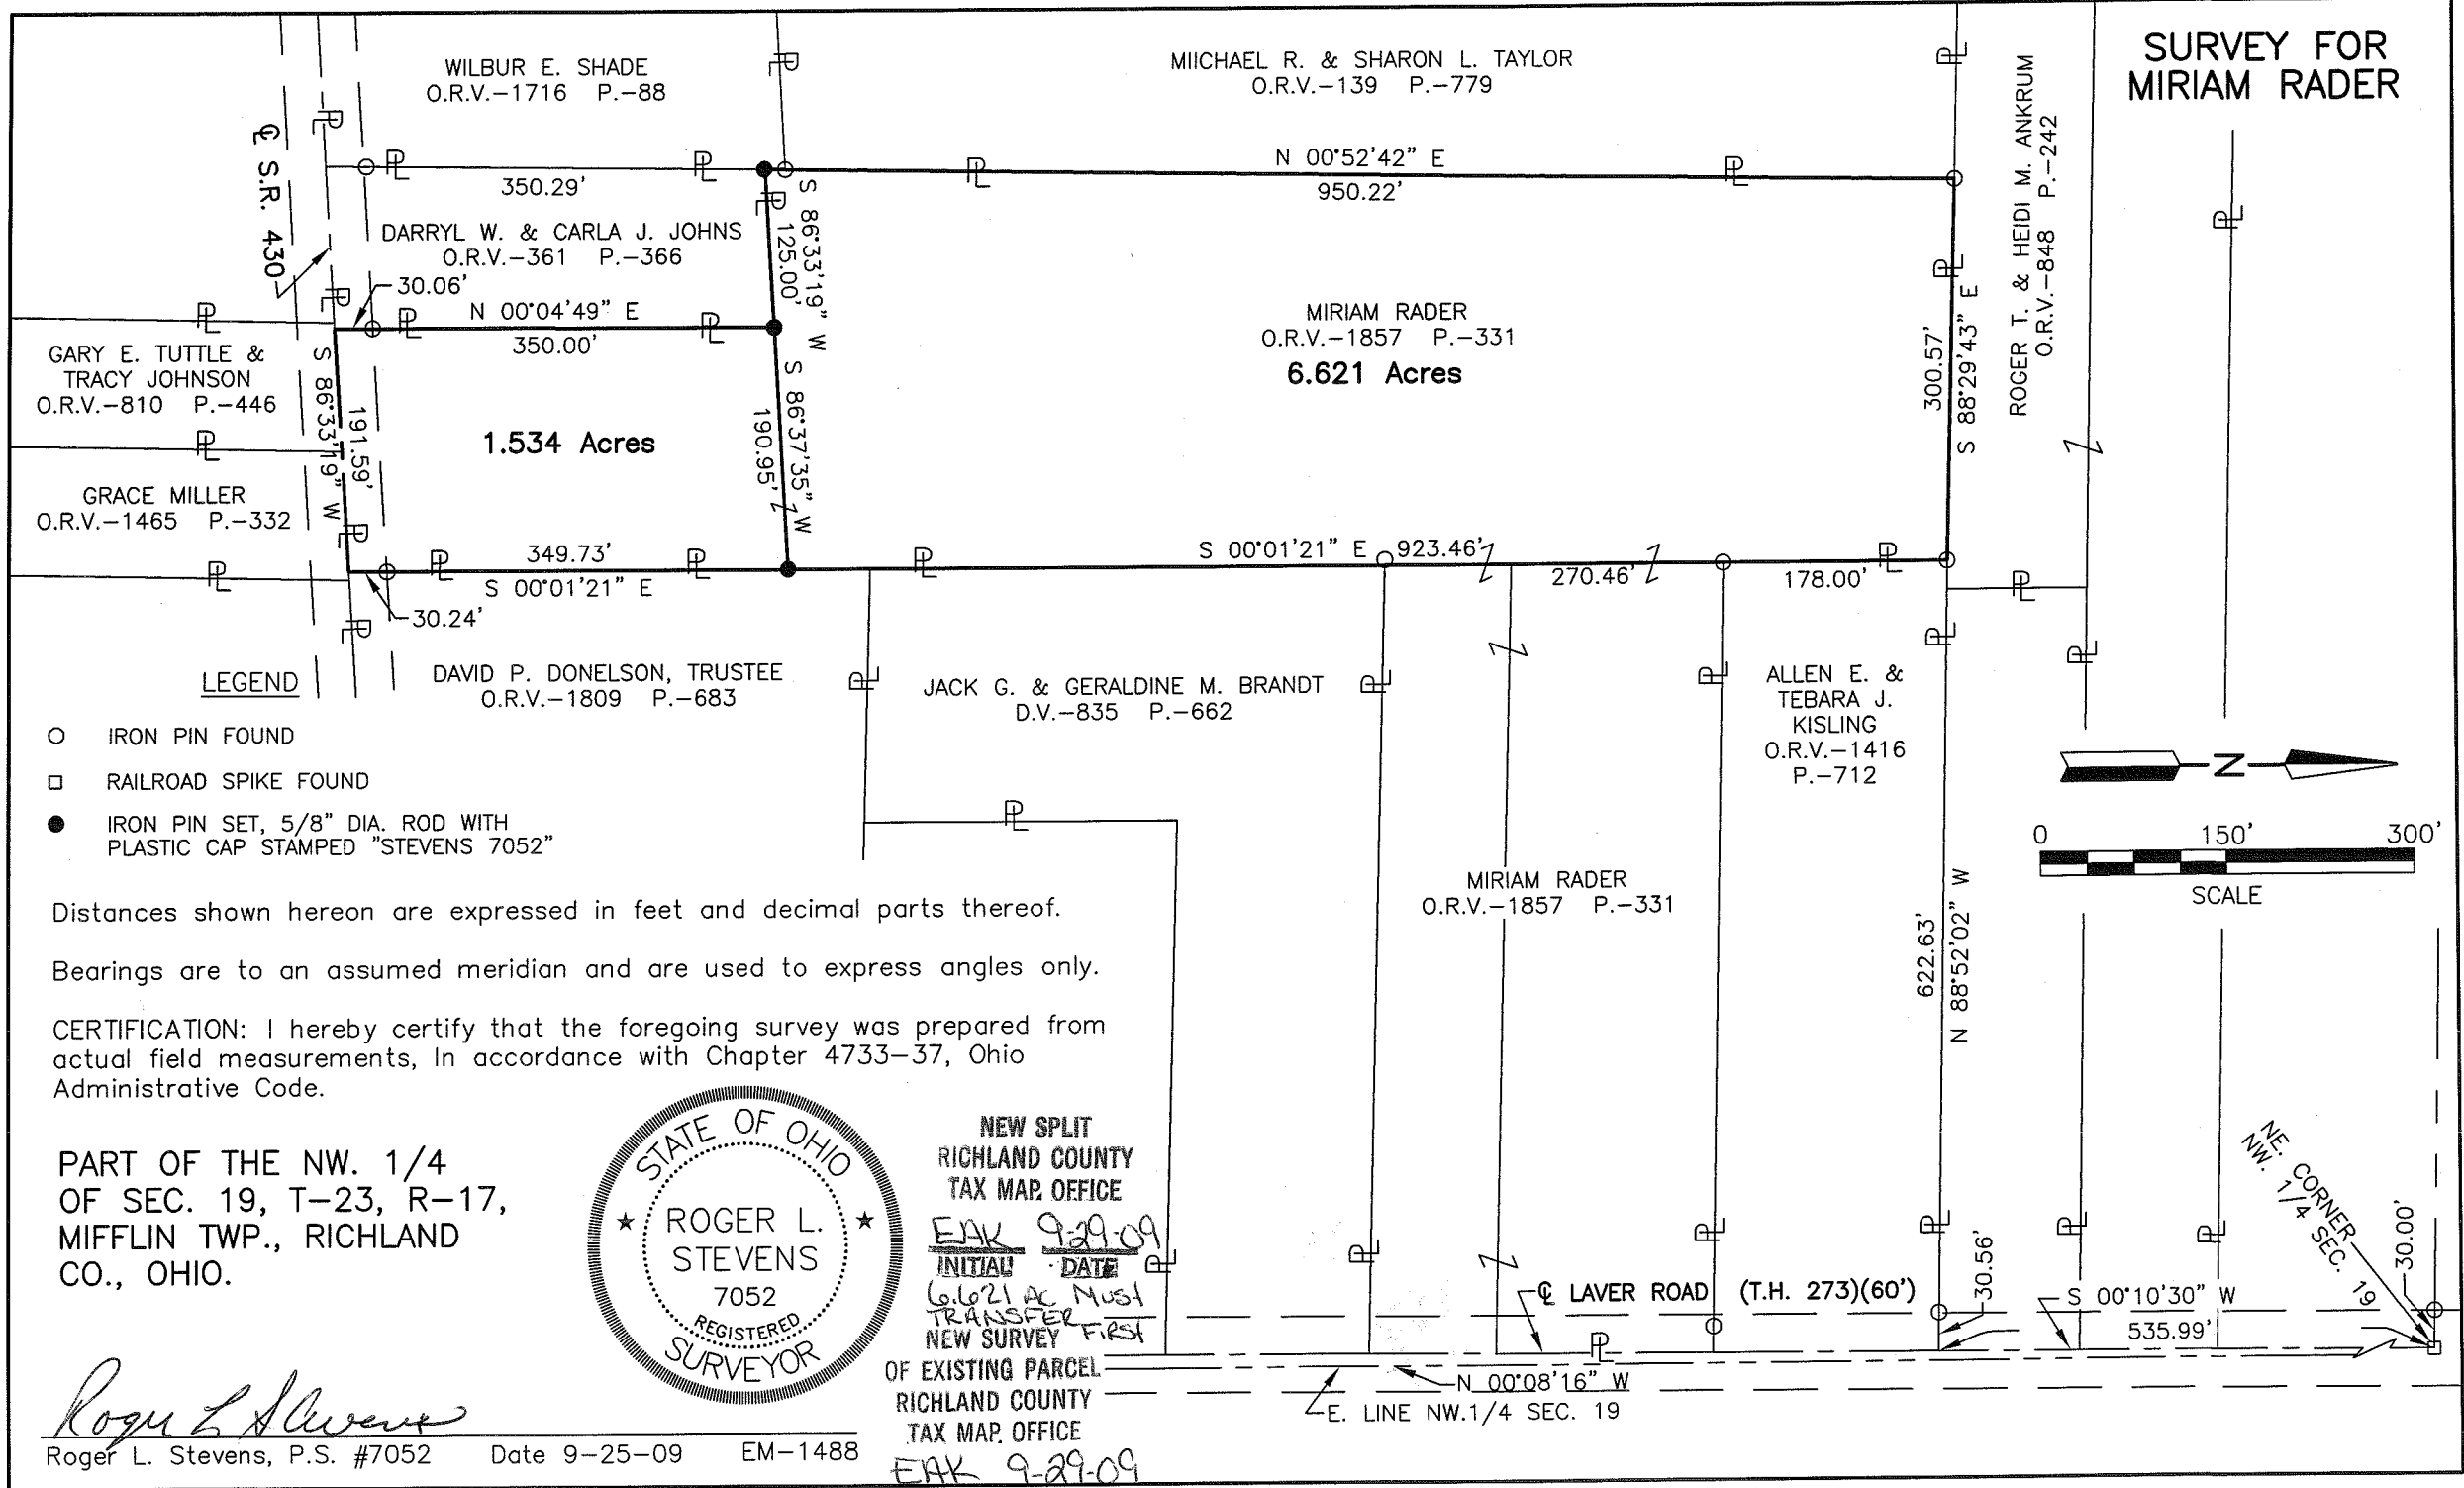 SURVEY FOR
MIRIAM RADER
WILBUR E. SHADE
O.R.V.-1716 P.-88
MIICHAEL R. & SHARON L. TAYLOR
O.R.V.-139 P.-779
ROGER T. & HEIDI M. ANKRUM
O.R.V.-848 P.-242
℄ S.R. 430
350.29'
N 00°52'42" E
950.22'
DARRYL W. & CARLA J. JOHNS
O.R.V.-361 P.-366
S 86°33'19" W
125.00'
30.06'
N 00°04'49" E
350.00'
MIRIAM RADER
O.R.V.-1857 P.-331
6.621 Acres
300.57'
S 88°29'43" E
GARY E. TUTTLE &
TRACY JOHNSON
O.R.V.-810 P.-446
S 86°33'19" W
191.59'
1.534 Acres
S 86°37'35" W
190.95'
GRACE MILLER
O.R.V.-1465 P.-332
349.73'
S 00°01'21" E
30.24'
S 00°01'21" E 923.46'
270.46'
178.00'
LEGEND
IRON PIN FOUND
RAILROAD SPIKE FOUND
IRON PIN SET, 5/8" DIA. ROD WITH
PLASTIC CAP STAMPED "STEVENS 7052"
DAVID P. DONELSON, TRUSTEE
O.R.V.-1809 P.-683
JACK G. & GERALDINE M. BRANDT
D.V.-835 P.-662
ALLEN E. &
TEBARA J.
KISLING
O.R.V.-1416
P.-712
N
0 150' 300'
SCALE
MIRIAM RADER
O.R.V.-1857 P.-331
622.63'
N 88°52'02" W
Distances shown hereon are expressed in feet and decimal parts thereof.
Bearings are to an assumed meridian and are used to express angles only.
CERTIFICATION: I hereby certify that the foregoing survey was prepared from
actual field measurements, In accordance with Chapter 4733-37, Ohio
Administrative Code.
PART OF THE NW. 1/4
OF SEC. 19, T-23, R-17,
MIFFLIN TWP., RICHLAND
CO., OHIO.
STATE OF OHIO
ROGER L.
STEVENS
7052
REGISTERED
SURVEYOR
NEW SPLIT
RICHLAND COUNTY
TAX MAP. OFFICE
EAK 9-29-09
INITIAL DATE
6.621 AC MUST
TRANSFER FIRST
NEW SURVEY
OF EXISTING PARCEL
RICHLAND COUNTY
TAX MAP. OFFICE
EAK 9-29-09
℄ LAVER ROAD (T.H. 273)(60')
30.56'
S 00°10'30" W
535.99'
NE. CORNER
NW. 1/4 SEC. 19
30.00'
N 00°08'16" W
E. LINE NW.1/4 SEC. 19
Roger L Stevens
Roger L. Stevens, P.S. #7052 Date 9-25-09 EM-1488